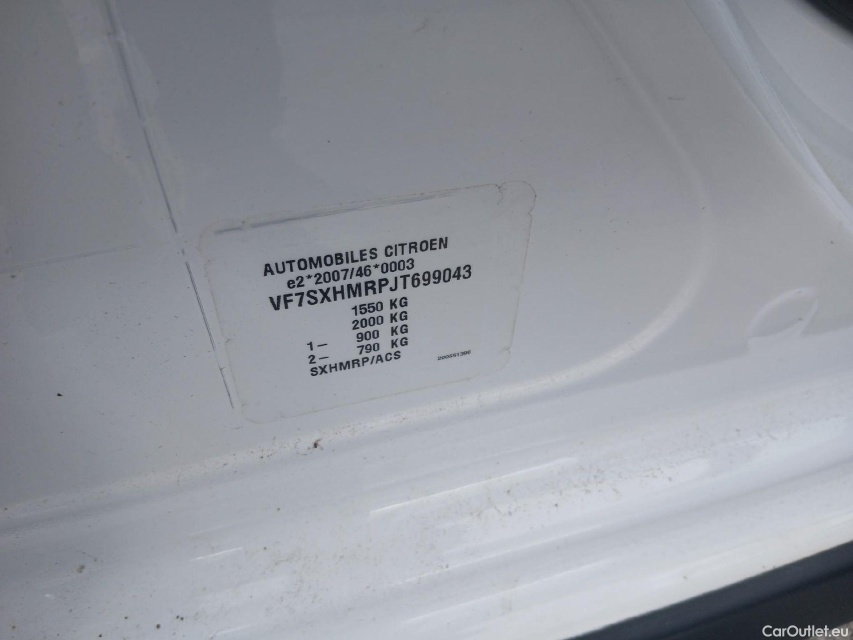 AUTOMOBILES CITROEN
e2*2007/46*0003
VF7SXHMRPJT699043
1550 KG
2000 KG
1– 900 KG
2– 790 KG
SXHMRP/ACS
CarOutlet.eu